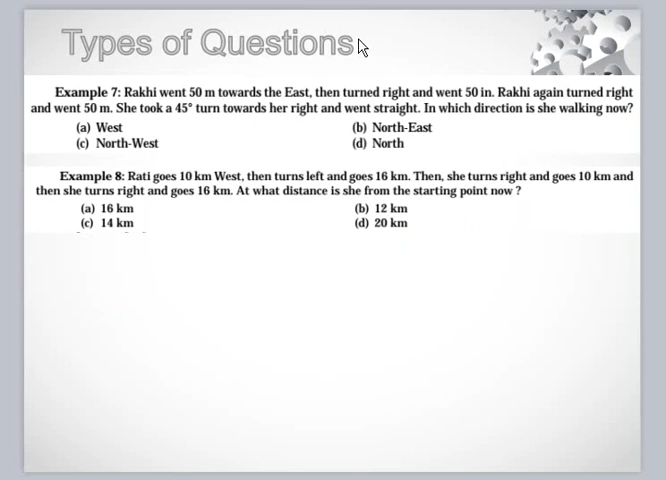 Types of Questions
Example 7: Rakhi went 50 m towards the East, then turned right and went 50 in. Rakhi again turned right
and went 50 m. She took a 45° turn towards her right and went straight. In which direction is she walking now?
(a) West (b) North-East
(c) North-West (d) North
Example 8: Rati goes 10 km West, then turns left and goes 16 km. Then, she turns right and goes 10 km and
then she turns right and goes 16 km. At what distance is she from the starting point now ?
(a) 16 km (b) 12 km
(c) 14 km (d) 20 km